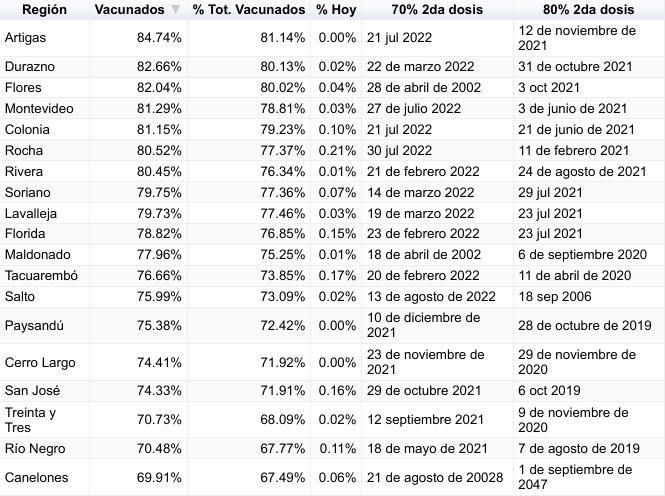 Región Vacunados ▼ % Tot. Vacunados % Hoy 70% 2da dosis 80% 2da dosis
Artigas 84.74% 81.14% 0.00% 21 jul 2022 12 de noviembre de
2021
Durazno 82.66% 80.13% 0.02% 22 de marzo 2022 31 de octubre 2021
Flores 82.04% 80.02% 0.04% 28 de abril de 2002 3 oct 2021
Montevideo 81.29% 78.81% 0.03% 27 de julio 2022 3 de junio de 2021
Colonia 81.15% 79.23% 0.10% 21 jul 2022 21 de junio de 2021
Rocha 80.52% 77.37% 0.21% 30 jul 2022 11 de febrero 2021
Rivera 80.45% 76.34% 0.01% 21 de febrero 2022 24 de agosto de 2021
Soriano 79.75% 77.36% 0.07% 14 de marzo 2022 29 jul 2021
Lavalleja 79.73% 77.46% 0.03% 19 de marzo 2022 23 jul 2021
Florida 78.82% 76.85% 0.15% 23 de febrero 2022 23 jul 2021
Maldonado 77.96% 75.25% 0.01% 18 de abril de 2002 6 de septiembre 2020
Tacuarembó 76.66% 73.85% 0.17% 20 de febrero 2022 11 de abril de 2020
Salto 75.99% 73.09% 0.02% 13 de agosto de 2022 18 sep 2006
Paysandú 75.38% 72.42% 0.00% 10 de diciembre de
2021 28 de octubre de 2019
Cerro Largo 74.41% 71.92% 0.00% 23 de noviembre de
2021 29 de noviembre de
2020
San José 74.33% 71.91% 0.16% 29 de octubre 2021 6 oct 2019
Treinta y
Tres 70.73% 68.09% 0.02% 12 septiembre 2021 9 de noviembre de
2020
Río Negro 70.48% 67.77% 0.11% 18 de mayo de 2021 7 de agosto de 2019
Canelones 69.91% 67.49% 0.06% 21 de agosto de 20028 1 de septiembre de
2047